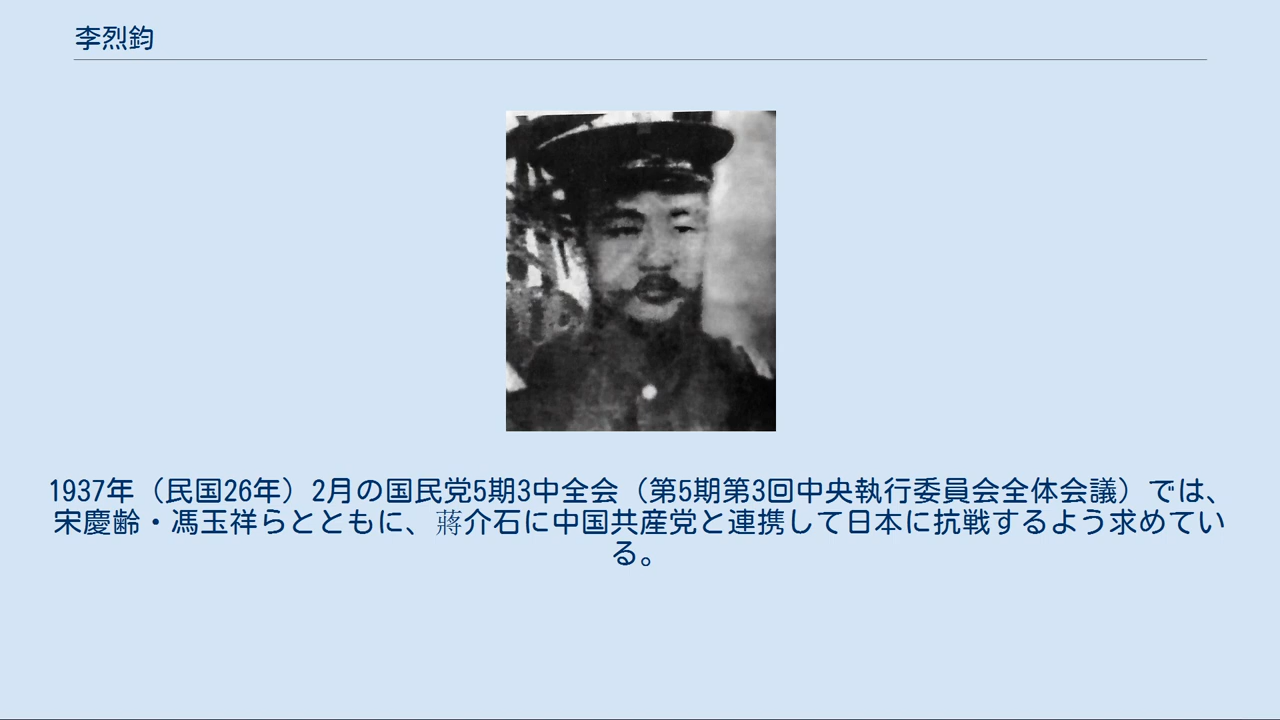 李烈鈞
1937年（民国26年）2月の国民党5期3中全会（第5期第3回中央執行委員会全体会議）では、
宋慶齢・馮玉祥らとともに、蔣介石に中国共産党と連携して日本に抗戦するよう求めてい
る。